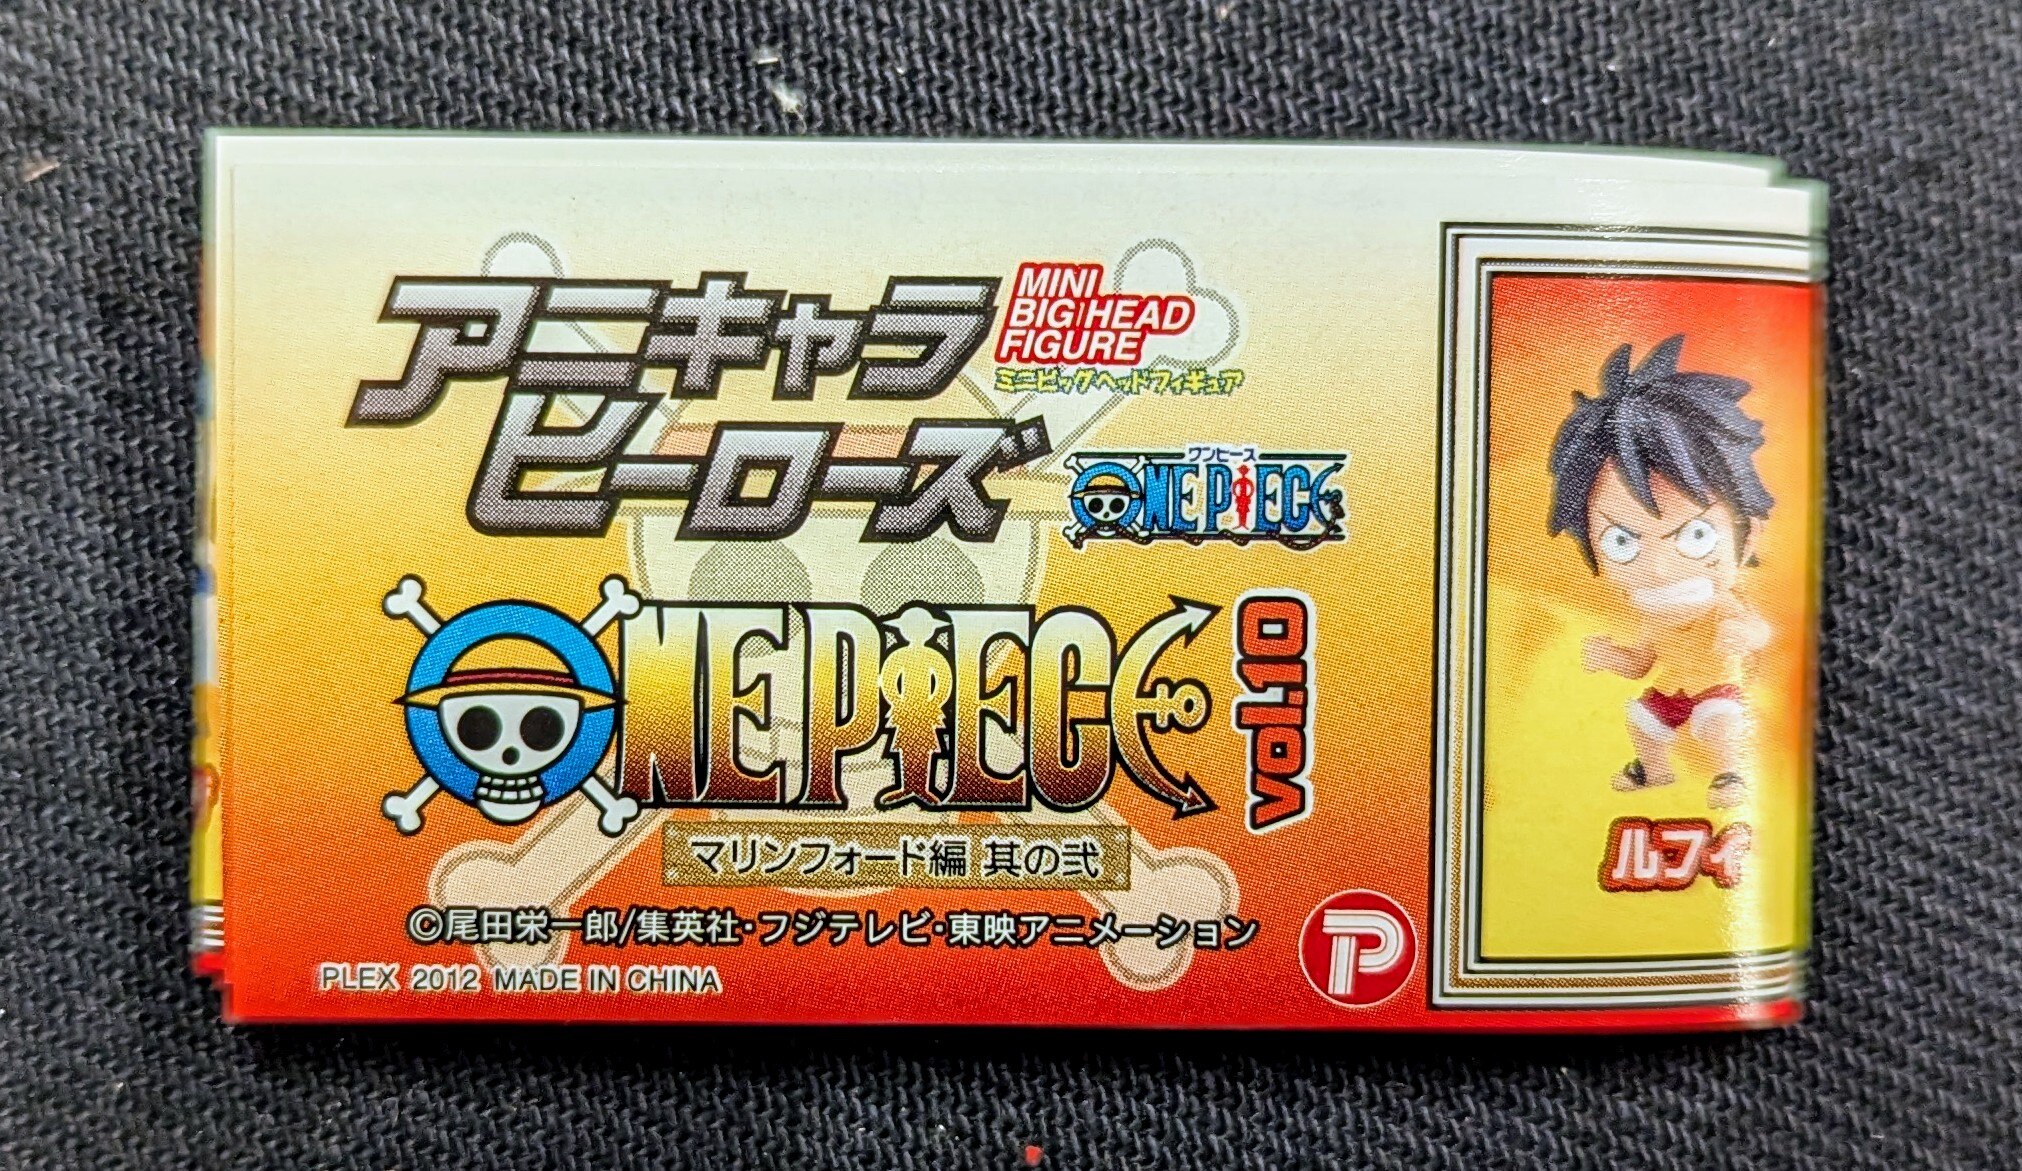 アニキャラ
ヒーローズ
MINI
BIG HEAD
FIGURE
ミニビッグヘッドフィギュア
ワンピース
ONE PIECE
ONE PIECE
vol.10
マリンフォード編 其の弐
©尾田栄一郎/集英社・フジテレビ・東映アニメーション
PLEX 2012 MADE IN CHINA
P
ルフィ